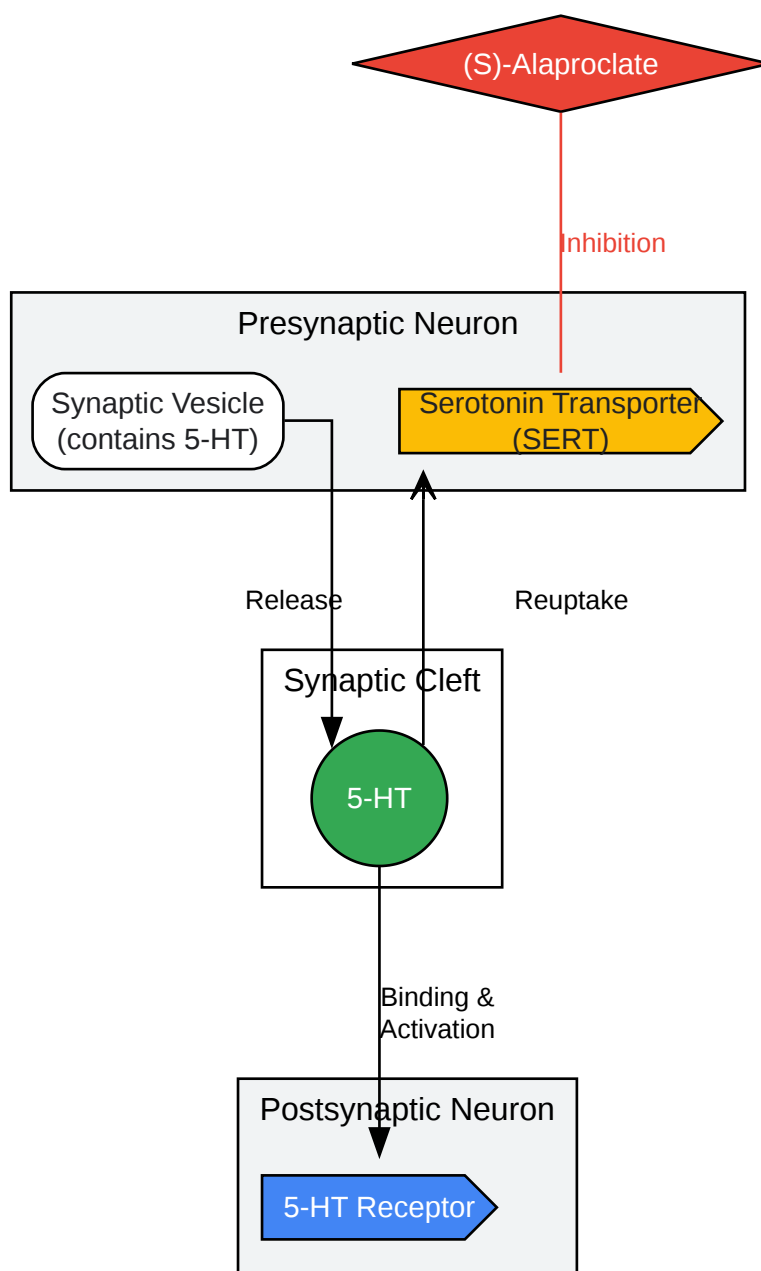 (S)-Alaproclate
Inhibition
Presynaptic Neuron
Synaptic Vesicle
(contains 5-HT)
Serotonin Transporter
(SERT)
Release
Reuptake
Synaptic Cleft
5-HT
Binding &
Activation
Postsynaptic Neuron
5-HT Receptor